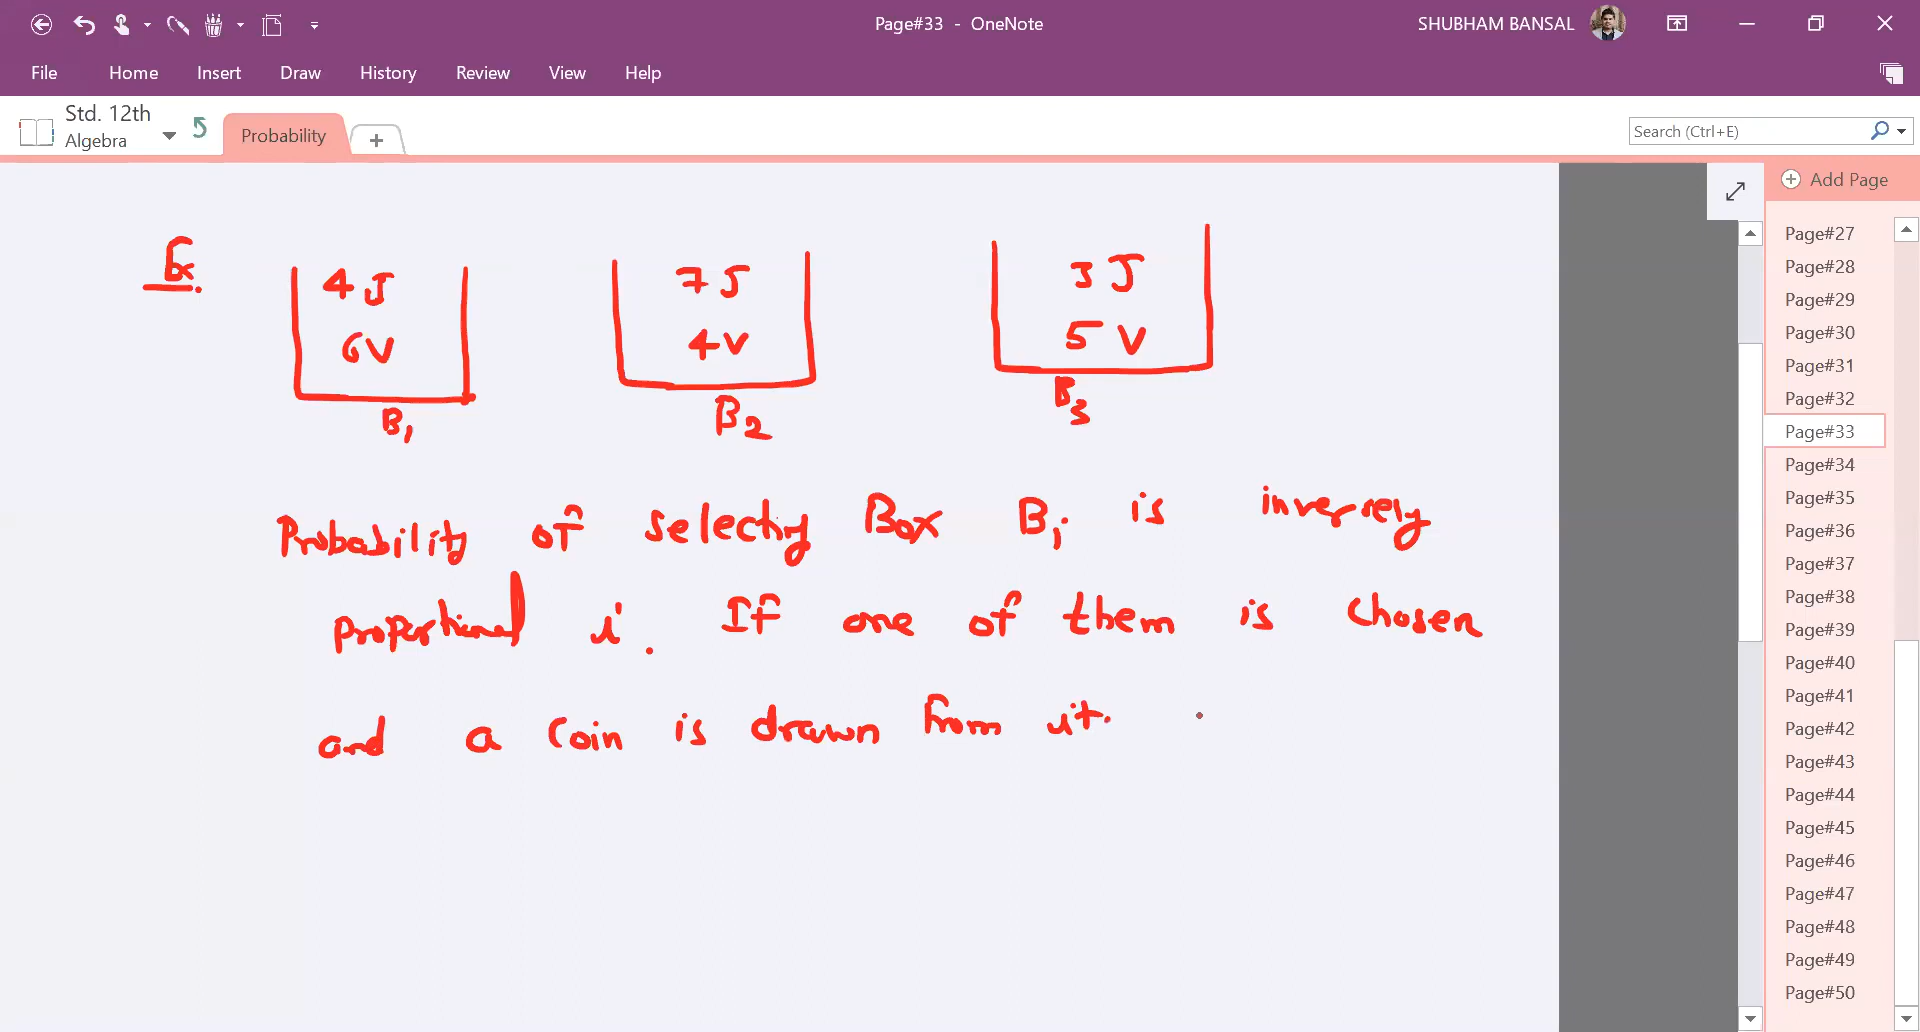 Page#33 - OneNote
SHUBHAM BANSAL
File Home Insert Draw History Review View Help
Std. 12th
Algebra
Probability
Search (Ctrl+E)
Add Page
Ex.
4 J
6 V
B1
7 J
4 V
B2
3 J
5 V
B3
Probability of selecting Box Bi is inversely
proportional i. If one of them is chosen
and a coin is drawn from it.
Page#27
Page#28
Page#29
Page#30
Page#31
Page#32
Page#33
Page#34
Page#35
Page#36
Page#37
Page#38
Page#39
Page#40
Page#41
Page#42
Page#43
Page#44
Page#45
Page#46
Page#47
Page#48
Page#49
Page#50